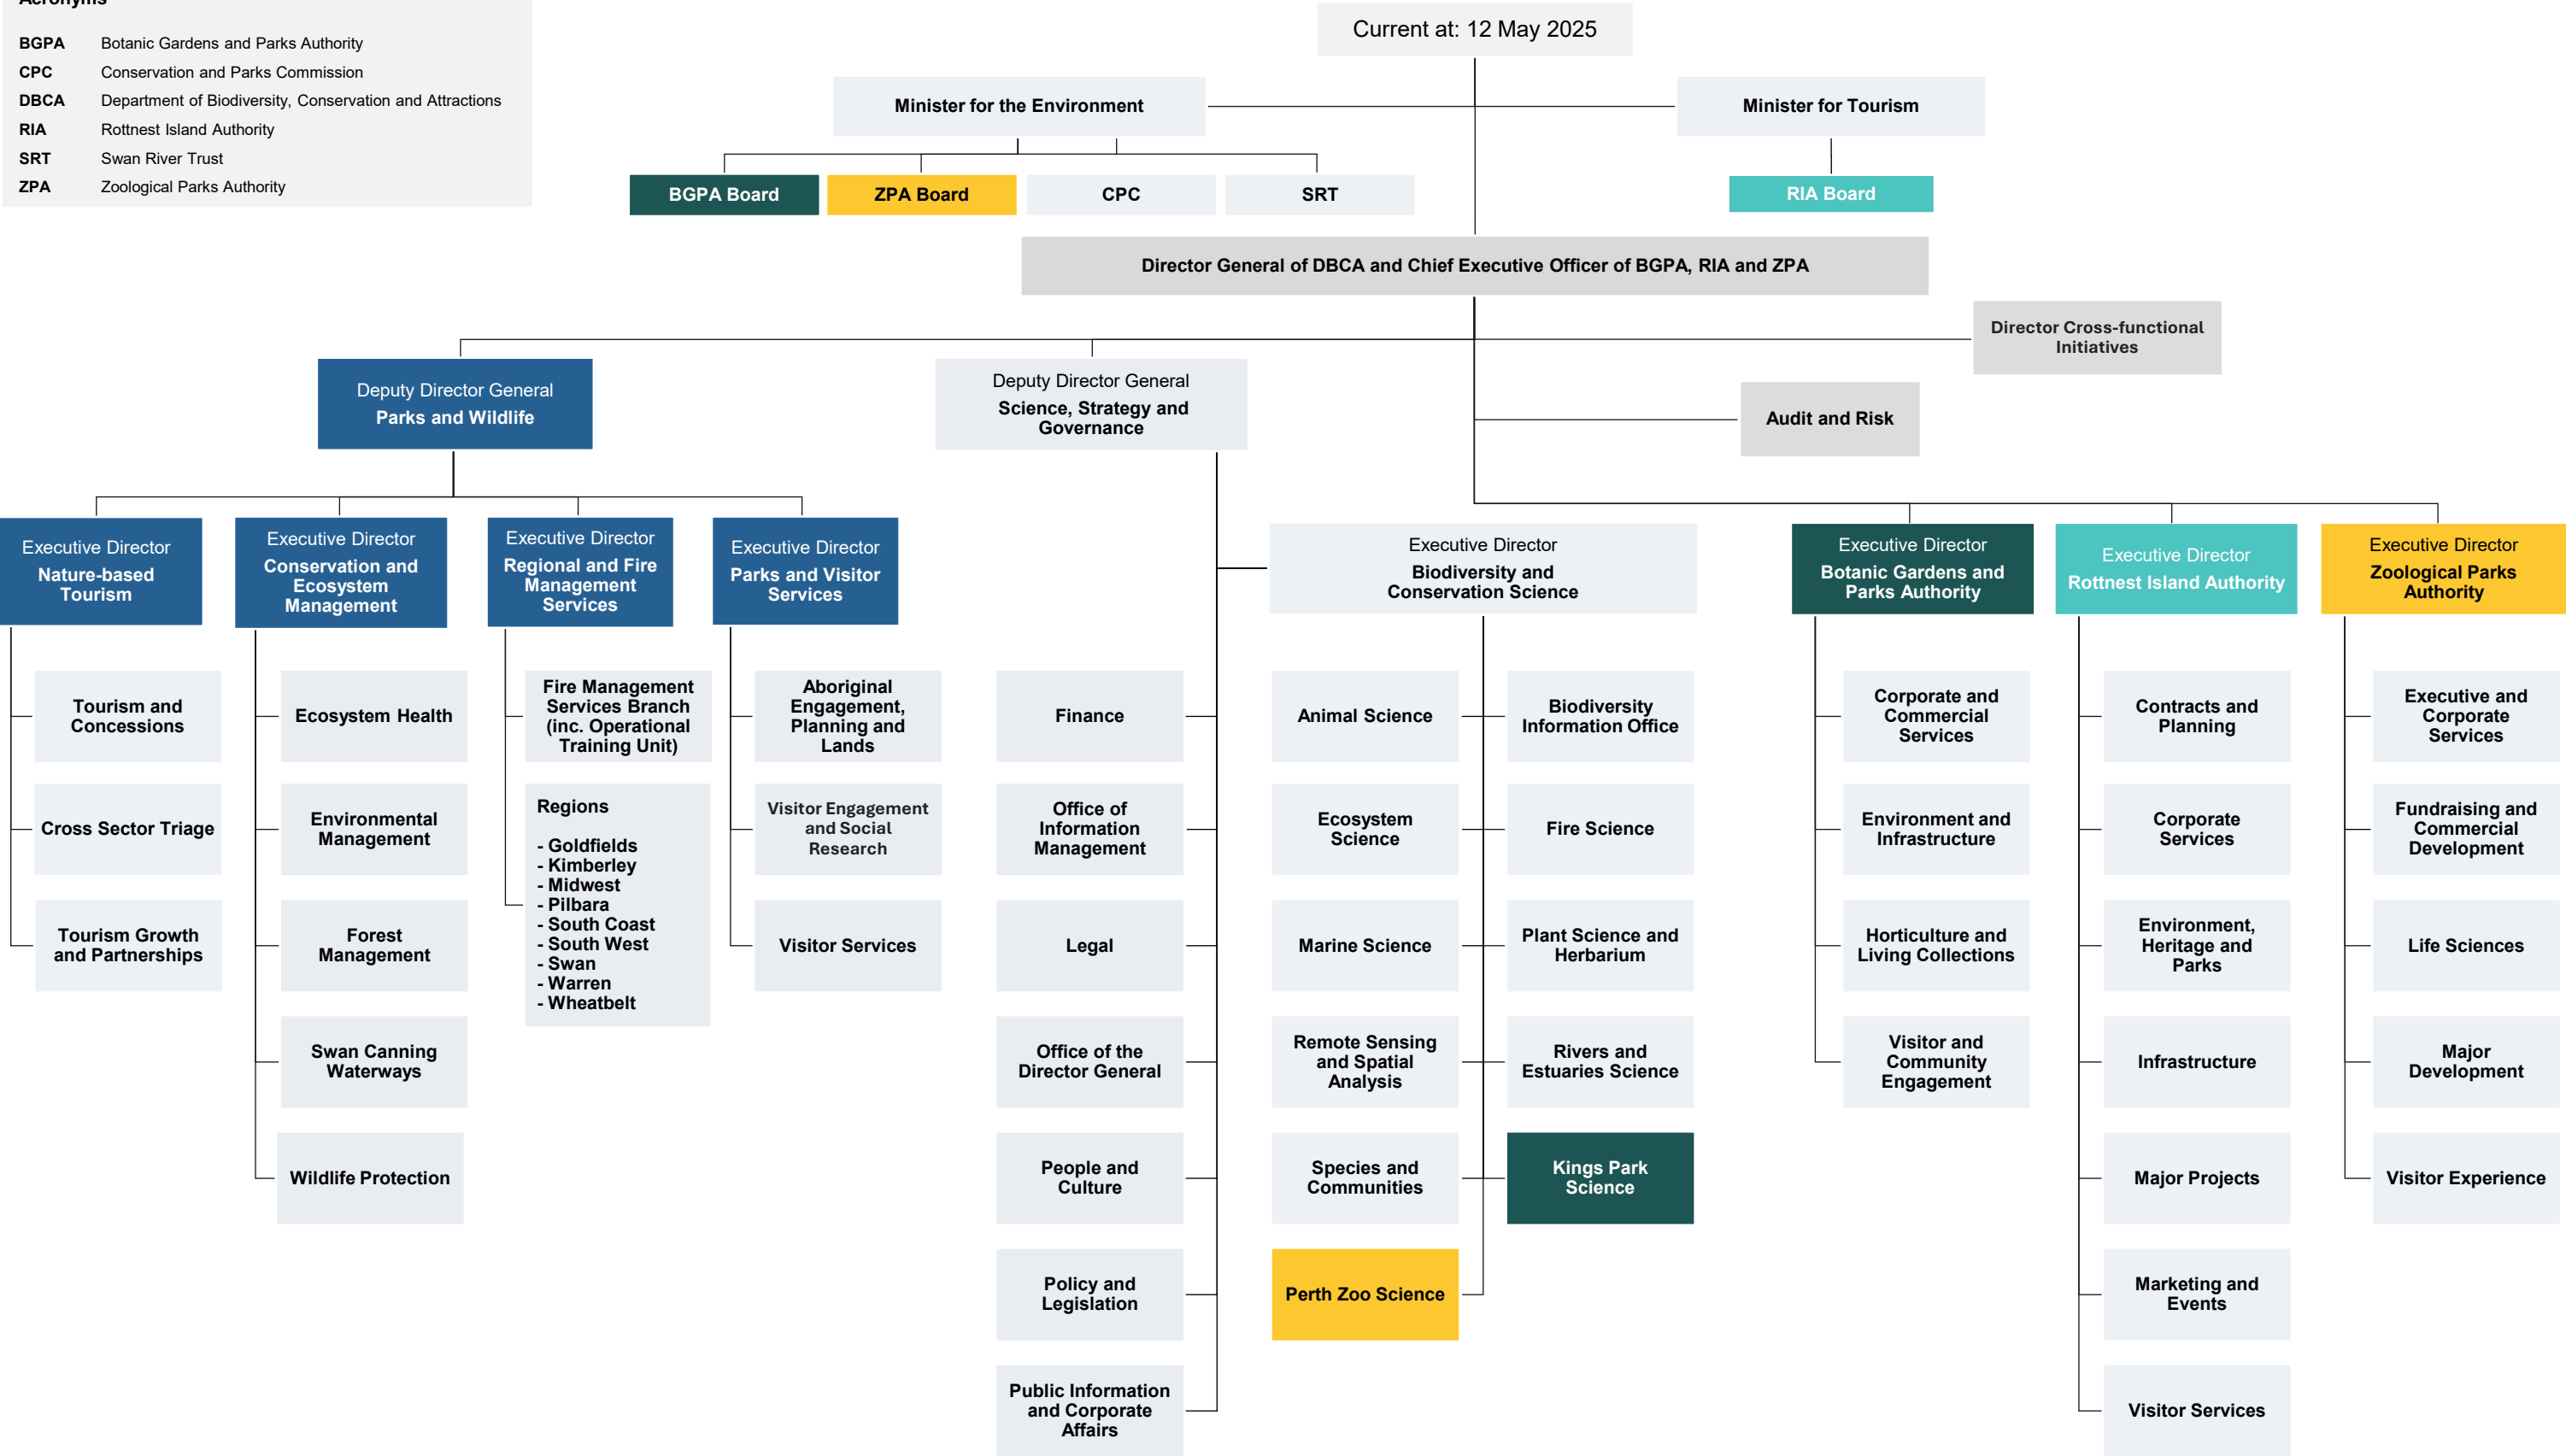 Acronyms
BGPA Botanic Gardens and Parks Authority
CPC Conservation and Parks Commission
DBCA Department of Biodiversity, Conservation and Attractions
RIA Rottnest Island Authority
SRT Swan River Trust
ZPA Zoological Parks Authority
Current at: 12 May 2025
Minister for the Environment
Minister for Tourism
BGPA Board
ZPA Board
CPC
SRT
RIA Board
Director General of DBCA and Chief Executive Officer of BGPA, RIA and ZPA
Director Cross-functional
Initiatives
Audit and Risk
Deputy Director General
Parks and Wildlife
Deputy Director General
Science, Strategy and
Governance
Executive Director
Nature-based
Tourism
Executive Director
Conservation and
Ecosystem
Management
Executive Director
Regional and Fire
Management
Services
Executive Director
Parks and Visitor
Services
Executive Director
Biodiversity and
Conservation Science
Executive Director
Botanic Gardens and
Parks Authority
Executive Director
Rottnest Island Authority
Executive Director
Zoological Parks
Authority
Tourism and
Concessions
Cross Sector Triage
Tourism Growth
and Partnerships
Ecosystem Health
Environmental
Management
Forest
Management
Swan Canning
Waterways
Wildlife Protection
Fire Management
Services Branch
(inc. Operational
Training Unit)
Regions
- Goldfields
- Kimberley
- Midwest
- Pilbara
- South Coast
- South West
- Swan
- Warren
- Wheatbelt
Aboriginal
Engagement,
Planning and
Lands
Visitor Engagement
and Social
Research
Visitor Services
Finance
Office of
Information
Management
Legal
Office of the
Director General
People and
Culture
Policy and
Legislation
Public Information
and Corporate
Affairs
Animal Science
Ecosystem
Science
Marine Science
Remote Sensing
and Spatial
Analysis
Species and
Communities
Perth Zoo Science
Biodiversity
Information Office
Fire Science
Plant Science and
Herbarium
Rivers and
Estuaries Science
Kings Park
Science
Corporate and
Commercial
Services
Environment and
Infrastructure
Horticulture and
Living Collections
Visitor and
Community
Engagement
Contracts and
Planning
Corporate
Services
Environment,
Heritage and
Parks
Infrastructure
Major Projects
Marketing and
Events
Visitor Services
Executive and
Corporate
Services
Fundraising and
Commercial
Development
Life Sciences
Major
Development
Visitor Experience